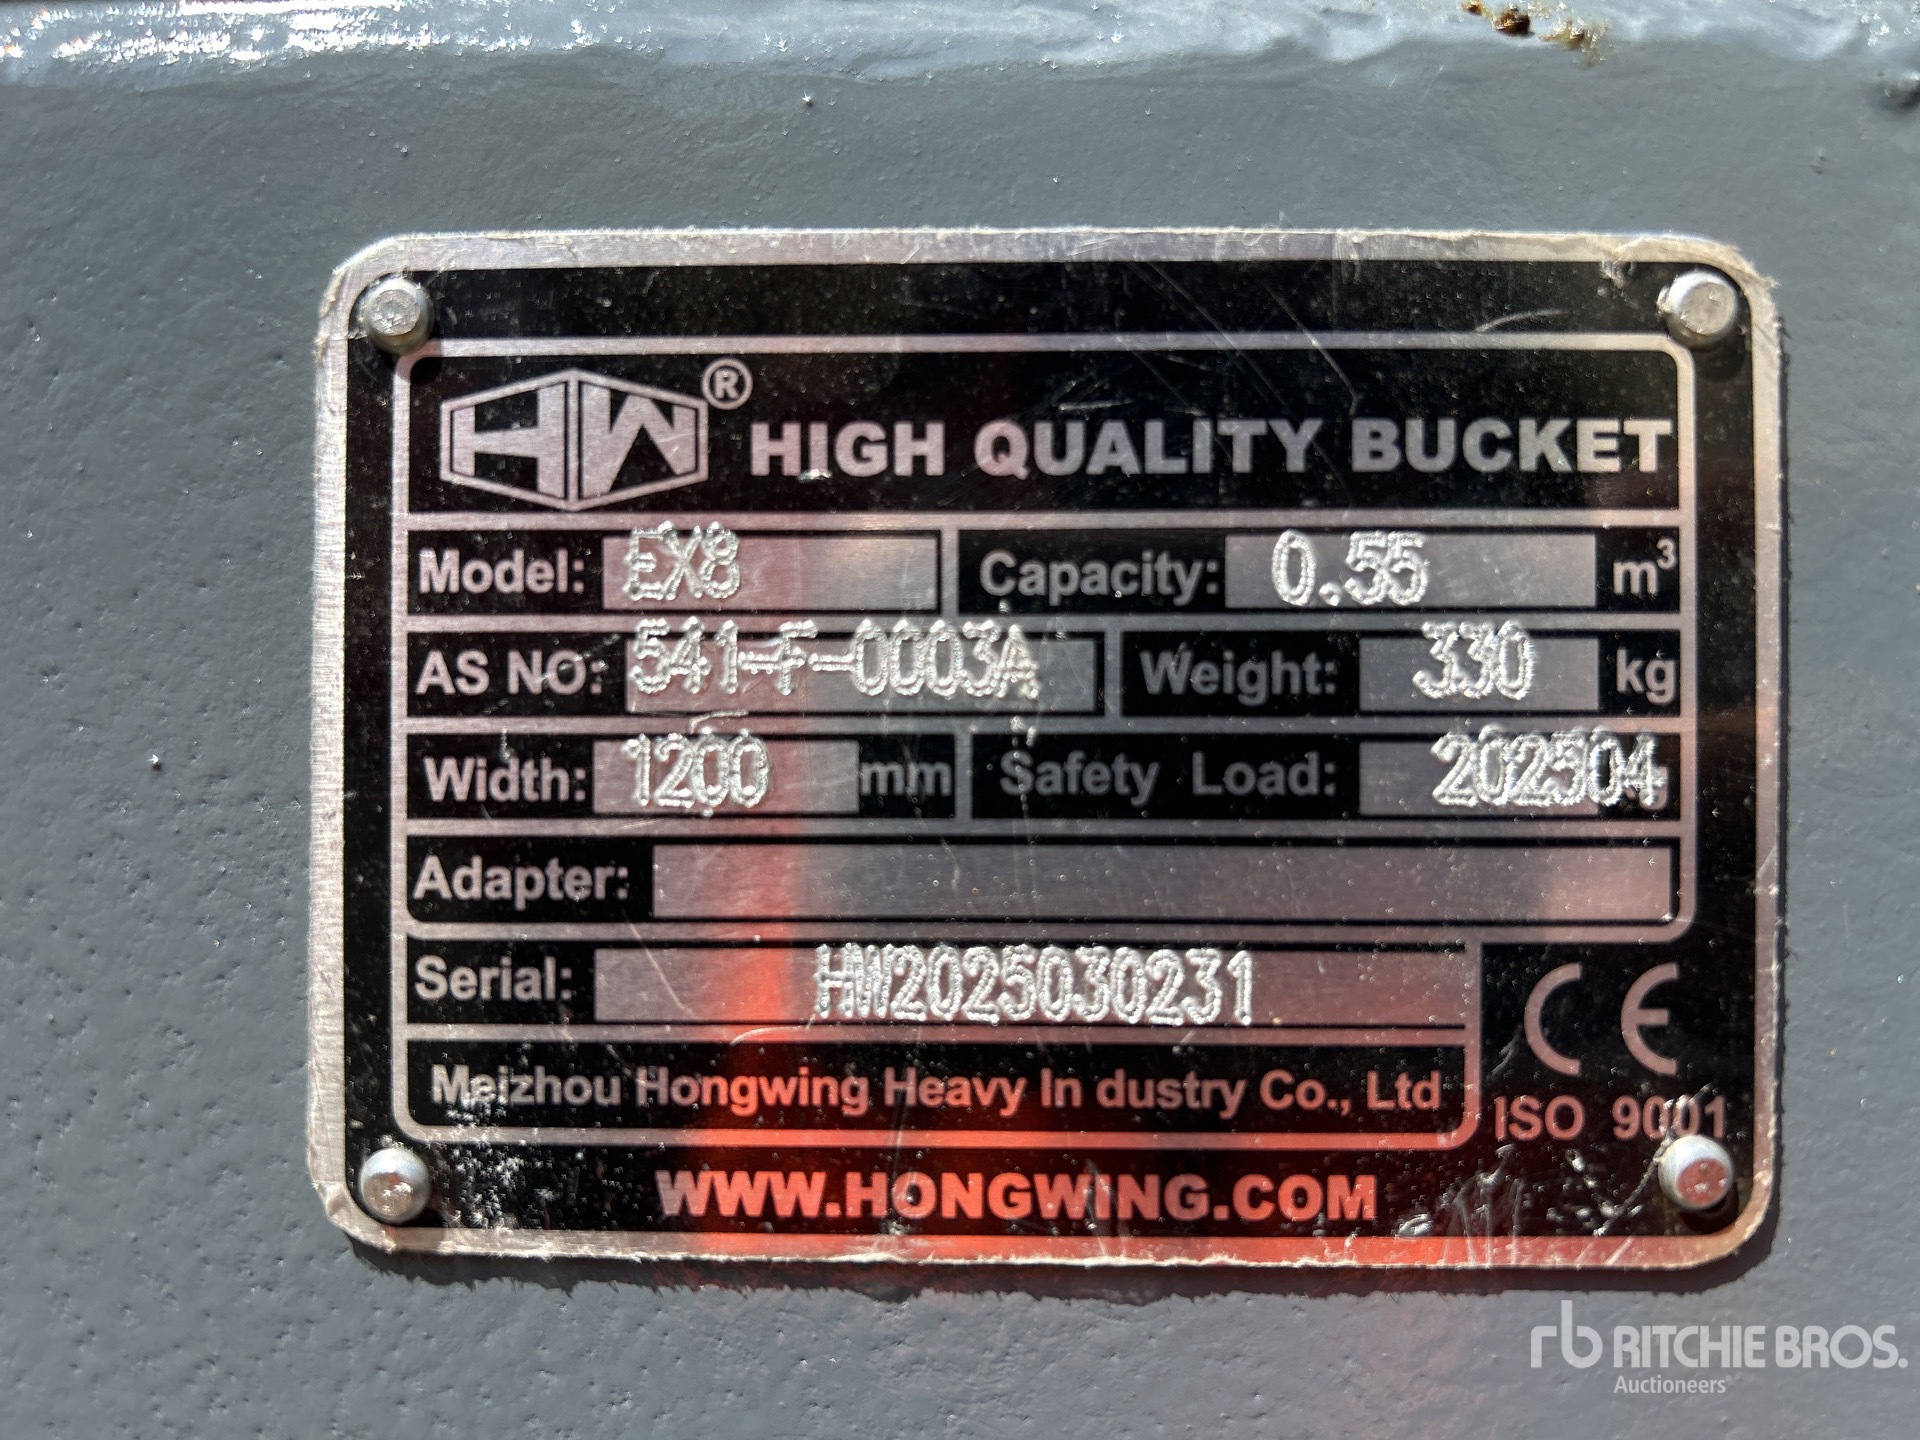 HW® HIGH QUALITY BUCKET
Model: EX8 Capacity: 0.55 m³
AS NO: 541-F-0003A Weight: 330 kg
Width: 1200 mm Safety Load: 202504
Adapter:
Serial: HW2025030231
Meizhou Hongwing Heavy In dustry Co., Ltd
CE
ISO 9001
WWW.HONGWING.COM
rb RITCHIE BROS.
Auctioneers